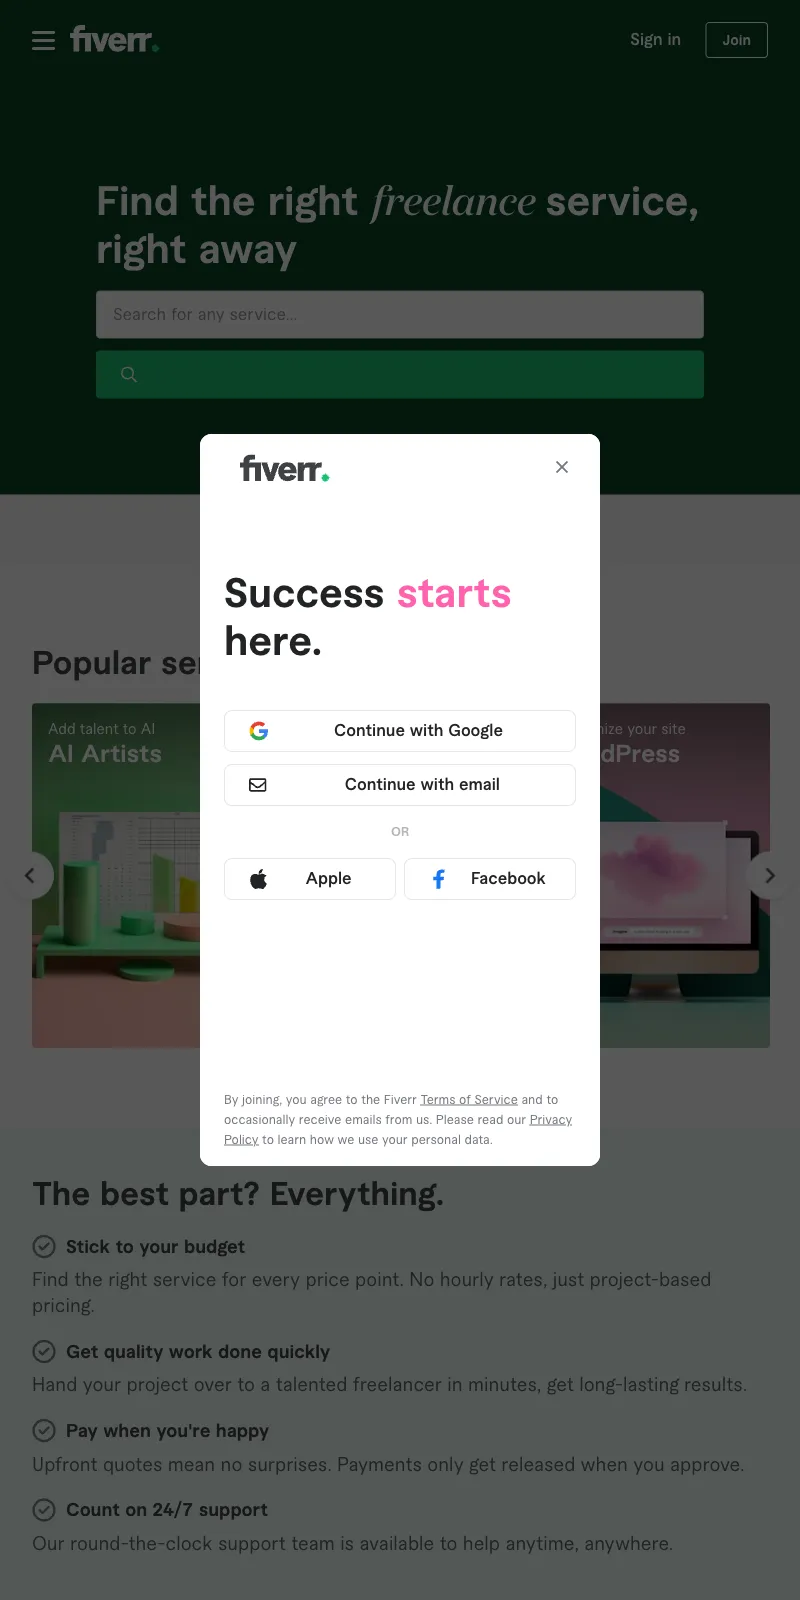 fiverr.
Sign in
Join
Find the right freelance service,
right away
Search for any service...
fiverr.
Success starts
here.
Continue with Google
Continue with email
OR
Apple
Facebook
By joining, you agree to the Fiverr Terms of Service and to
occasionally receive emails from us. Please read our Privacy
Policy to learn how we use your personal data.
Popular
Add talent to AI
AI Artists
your site
The best part? Everything.
Stick to your budget
Find the right service for every price point. No hourly rates, just project-based
pricing.
Get quality work done quickly
Hand your project over to a talented freelancer in minutes, get long-lasting results.
Pay when you're happy
Upfront quotes mean no surprises. Payments only get released when you approve.
Count on 24/7 support
Our round-the-clock support team is available to help anytime, anywhere.